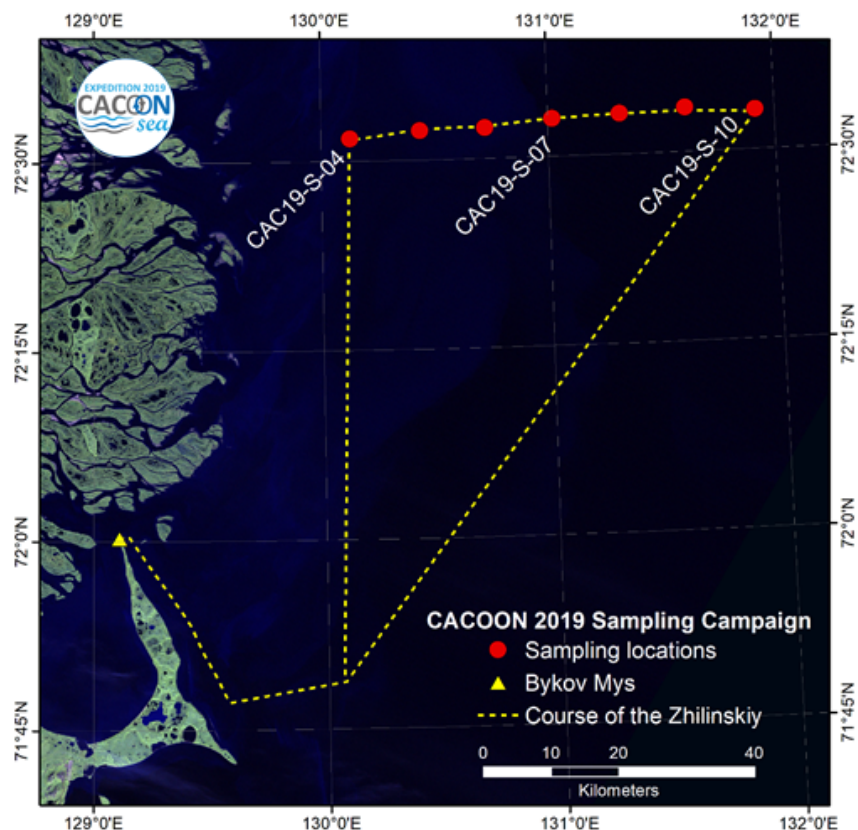 129°0'E 130°0'E 131°0'E 132°0'E
EXPEDITION 2019
CACOON
sea
72°30'N
72°30'N
CAC19-S-04
CAC19-S-07
CAC19-S-10
72°15'N
72°15'N
72°0'N
72°0'N
CACOON 2019 Sampling Campaign
Sampling locations
Bykov Mys
Course of the Zhilinskiy
71°45'N
71°45'N
0 10 20 40
Kilometers
129°0'E 130°0'E 131°0'E 132°0'E